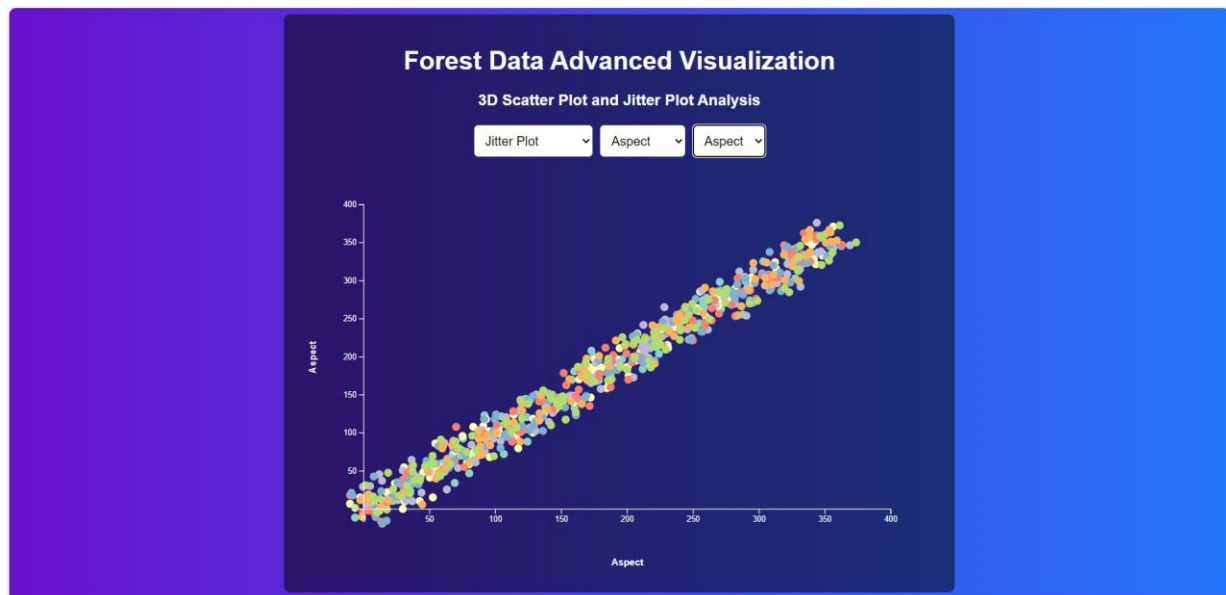 Forest Data Advanced Visualization
3D Scatter Plot and Jitter Plot Analysis
Jitter Plot Aspect Aspect
400
350
300
250
200
150
100
50
Aspect
50 100 150 200 250 300 350 400
Aspect